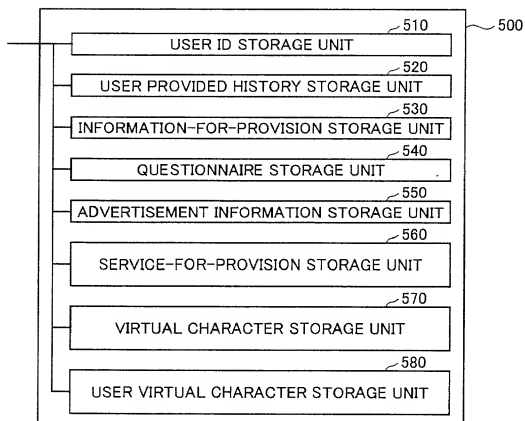 500
510
USER ID STORAGE UNIT
520
USER PROVIDED HISTORY STORAGE UNIT
530
INFORMATION-FOR-PROVISION STORAGE UNIT
540
QUESTIONNAIRE STORAGE UNIT
550
ADVERTISEMENT INFORMATION STORAGE UNIT
560
SERVICE-FOR-PROVISION STORAGE UNIT
570
VIRTUAL CHARACTER STORAGE UNIT
580
USER VIRTUAL CHARACTER STORAGE UNIT